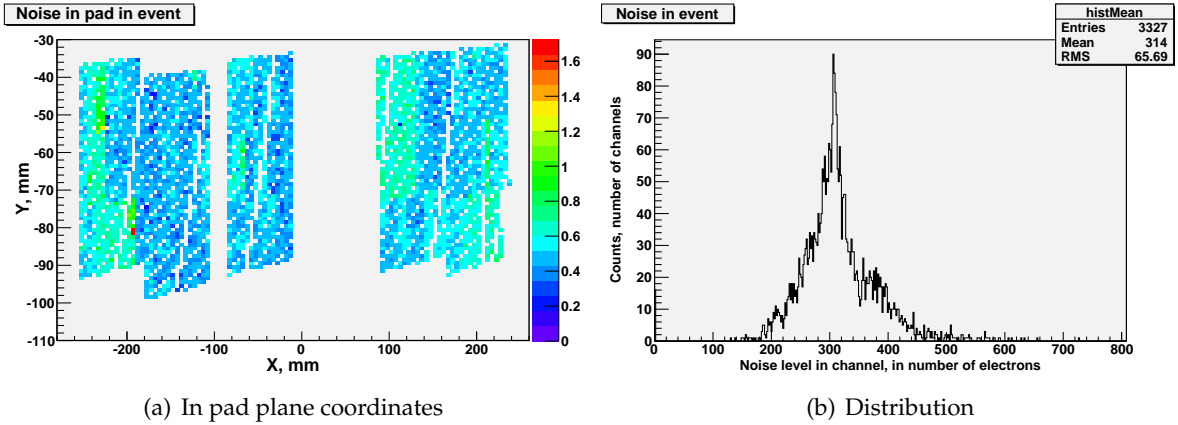 Noise in pad in event
Y, mm
-30
-40
-50
-60
-70
-80
-90
-100
-110
-200
-100
0
100
200
X, mm
1.6
1.4
1.2
1
0.8
0.6
0.4
0.2
0
(a) In pad plane coordinates
Noise in event
histMean
Entries 3327
Mean 314
RMS 65.69
Counts, number of channels
90
80
70
60
50
40
30
20
10
0
0 100 200 300 400 500 600 700 800
Noise level in channel, in number of electrons
(b) Distribution